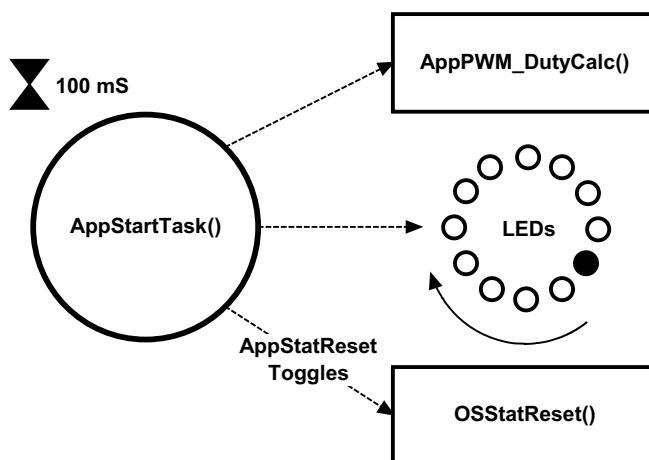 AppPWM_DutyCalc()
100 mS
AppStartTask()
LEDs
AppStatReset
Toggles
OSStatReset()